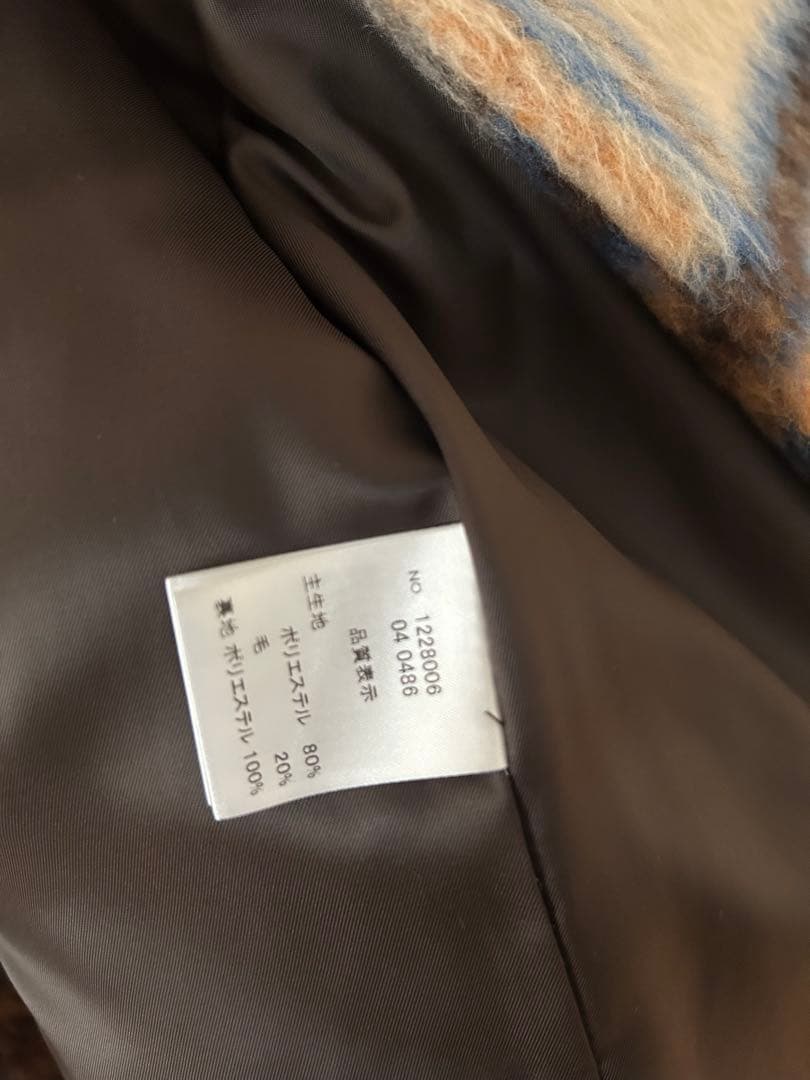 NO 1228006
04 0486
品質表示
主生地
ポリエステル 80%
毛 20%
裏地 ポリエステル 100%